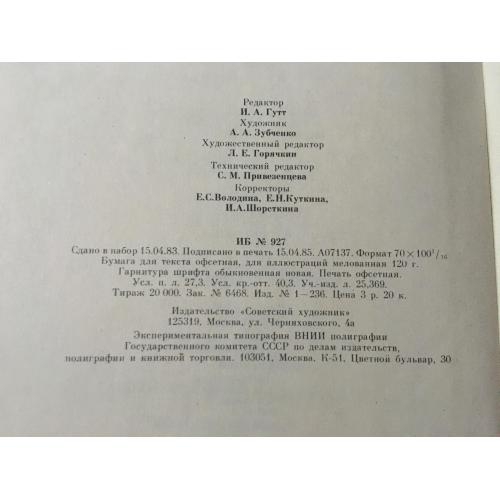 Редактор
И. А. Гутт
Художник
А. А. Зубченко
Художественный редактор
Л. Е. Горячкин
Технический редактор
С. М. Привезенцева
Корректоры
Е.С.Володина, Е.Н.Куткина,
И.А.Шорсткина
ИБ № 927
Сдано в набор 15.04.83. Подписано в печать 15.04.85. А07137. Формат 70×100¹/₁₆
Бумага для текста офсетная, для иллюстраций мелованная 120 г.
Гарнитура шрифта обыкновенная новая. Печать офсетная.
Усл. п. л. 27,3. Усл. кр.-отт. 40,3. Уч.-изд. л. 25,369.
Тираж 20 000. Зак. № 6468. Изд. № 1—236. Цена 3 р. 20 к.
Издательство «Советский художник»
125319, Москва, ул. Черняховского, 4а
Экспериментальная типография ВНИИ полиграфии
Государственного комитета СССР по делам издательств,
полиграфии и книжной торговли. 103051, Москва, К-51, Цветной бульвар, 30